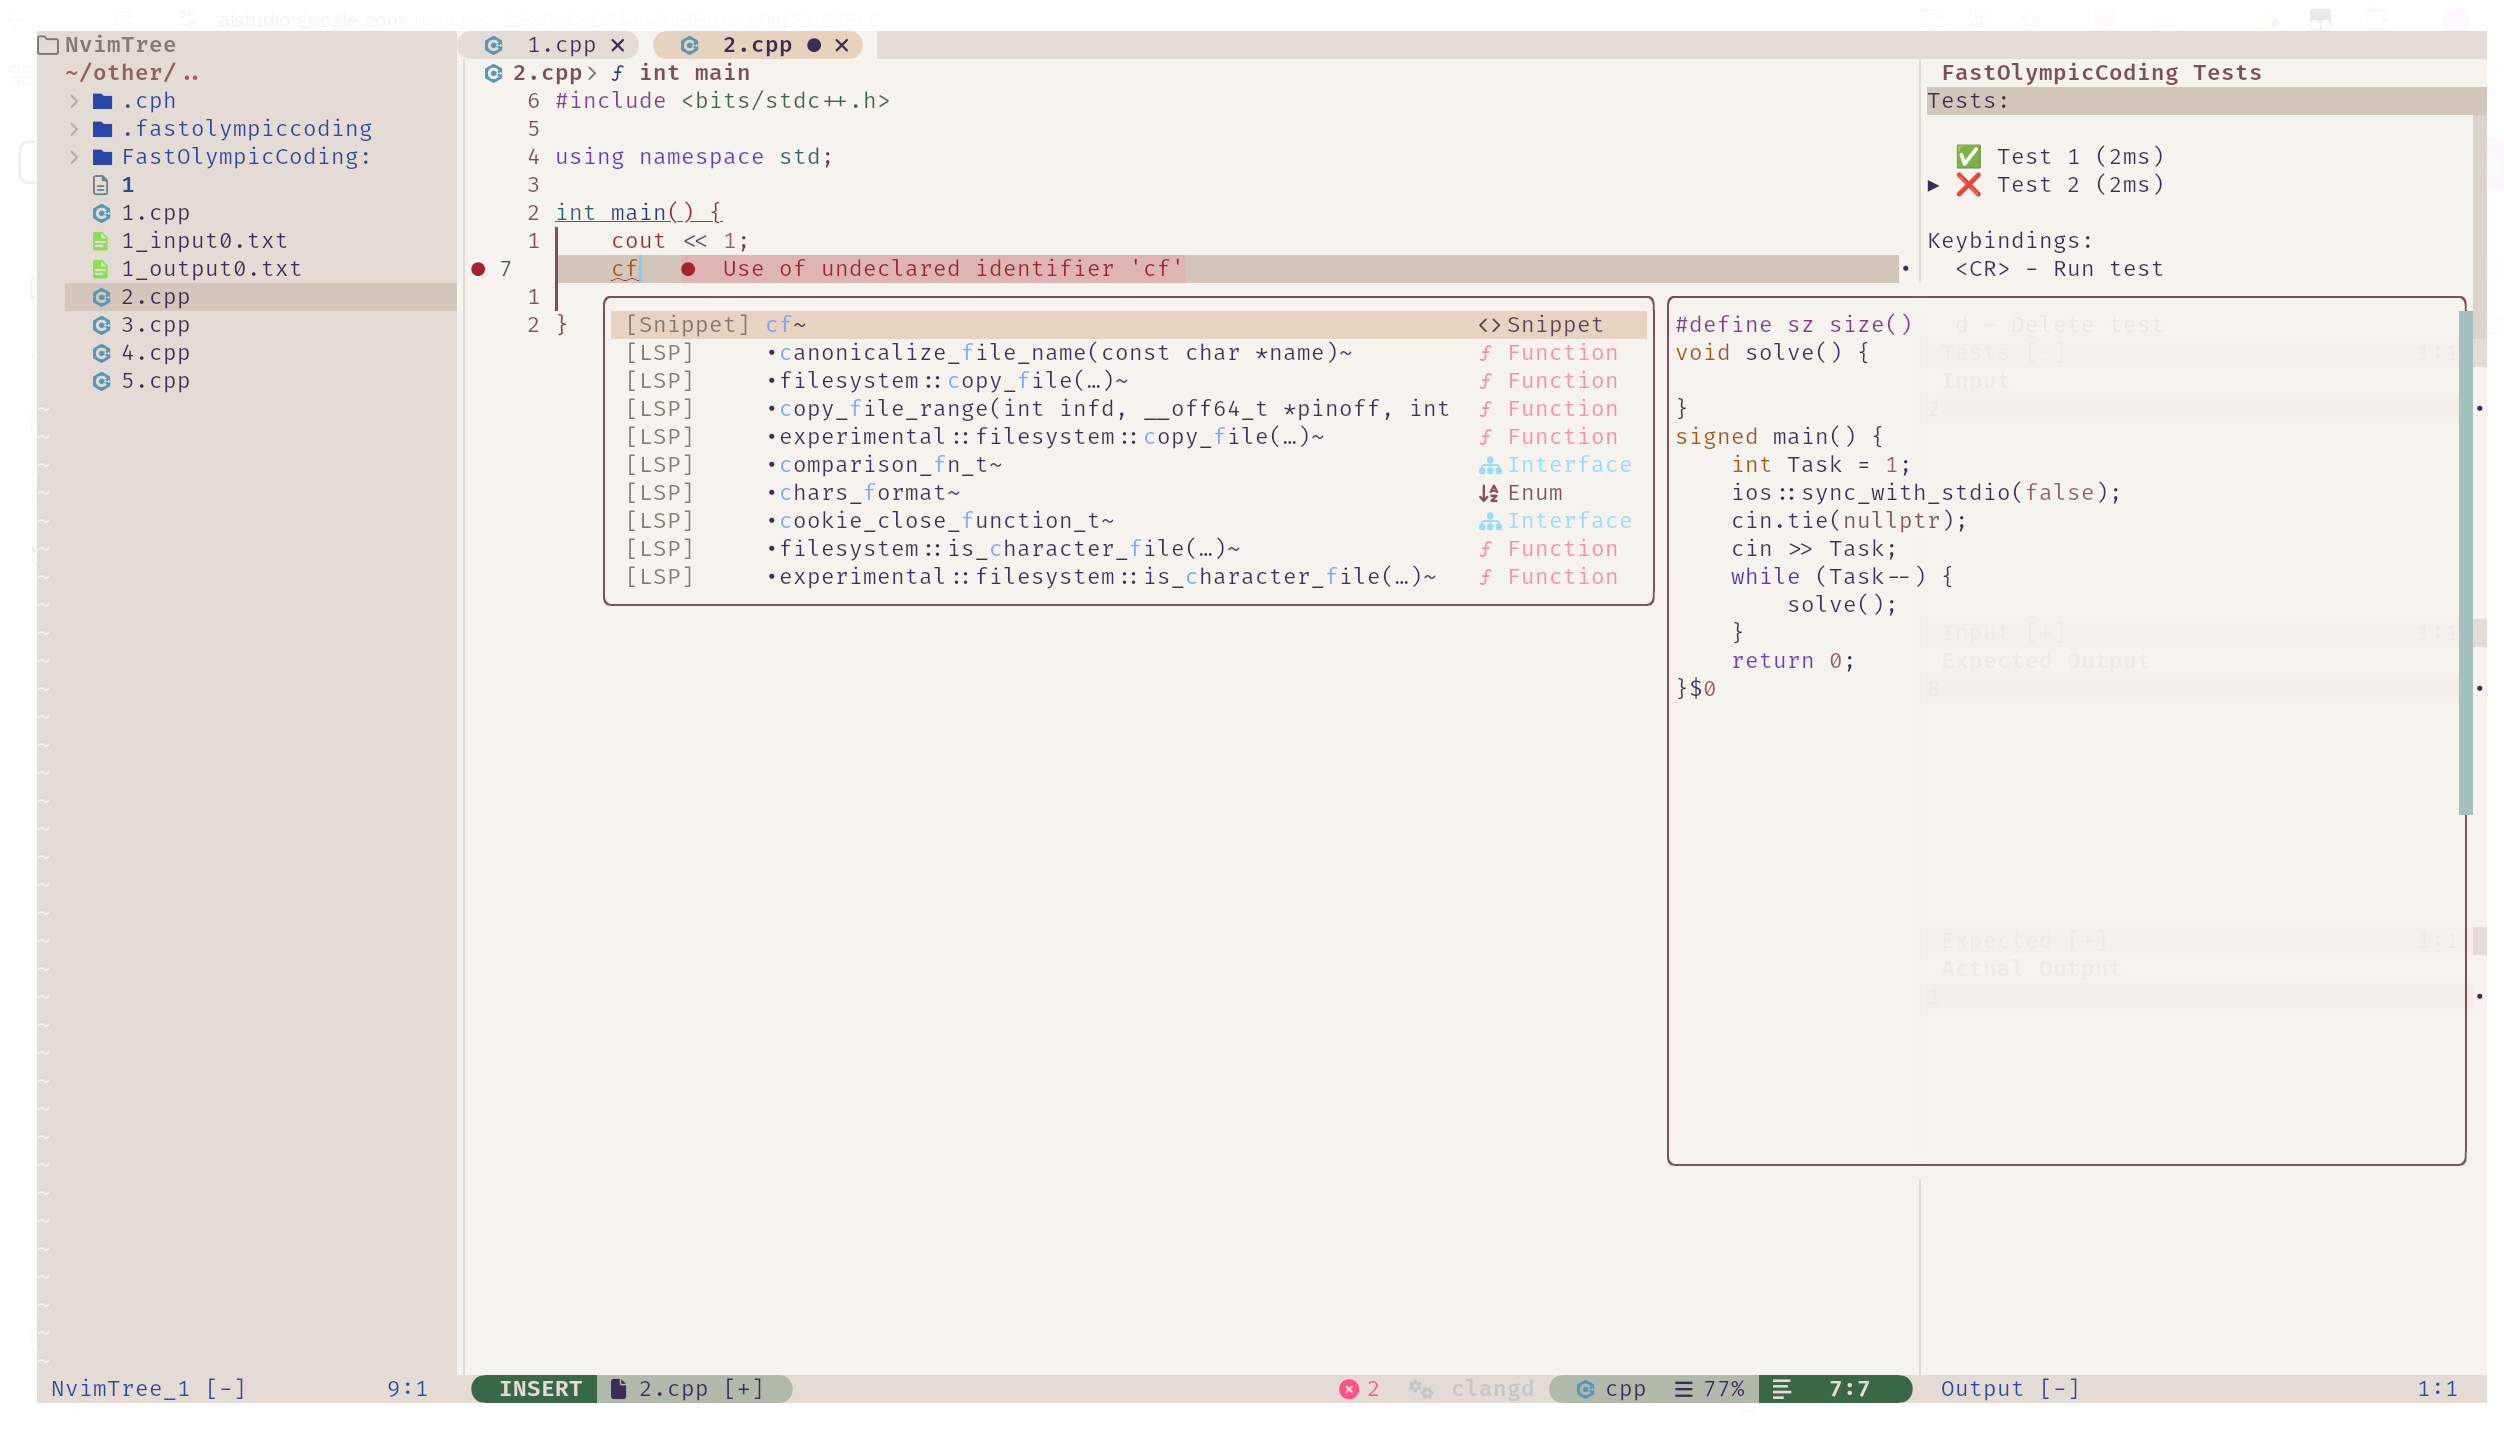 aistudio.google.com
NvimTree
~/other/..
.cph
.fastolympiccoding
FastOlympicCoding:
1
1.cpp
1_input0.txt
1_output0.txt
2.cpp
3.cpp
4.cpp
5.cpp
NvimTree_1 [-] 9:1
1.cpp ✕ 2.cpp ● ✕
2.cpp> ƒ int main
6 #include <bits/stdc++.h>
5
4 using namespace std;
3
2 int main() {
1 cout << 1;
● 7 cf ● Use of undeclared identifier 'cf'
1
2 }
[Snippet] cf~ <> Snippet
[LSP] •canonicalize_file_name(const char *name)~ ƒ Function
[LSP] •filesystem::copy_file(…)~ ƒ Function
[LSP] •copy_file_range(int infd, __off64_t *pinoff, int ƒ Function
[LSP] •experimental::filesystem::copy_file(…)~ ƒ Function
[LSP] •comparison_fn_t~ Interface
[LSP] •chars_format~ Enum
[LSP] •cookie_close_function_t~ Interface
[LSP] •filesystem::is_character_file(…)~ ƒ Function
[LSP] •experimental::filesystem::is_character_file(…)~ ƒ Function
#define sz size()
void solve() {
}
signed main() {
int Task = 1;
ios::sync_with_stdio(false);
cin.tie(nullptr);
cin >> Task;
while (Task--) {
solve();
}
return 0;
}$0
FastOlympicCoding Tests
Tests:
✅ Test 1 (2ms)
▶ ❌ Test 2 (2ms)
Keybindings:
<CR> - Run test
d - Delete test
Tests [-] 1:1
Input
2
Input [+] 1:1
Expected Output
8
Expected [+] 1:1
Actual Output
1
INSERT 2.cpp [+] 2 clangd cpp 77% 7:7
Output [-] 1:1